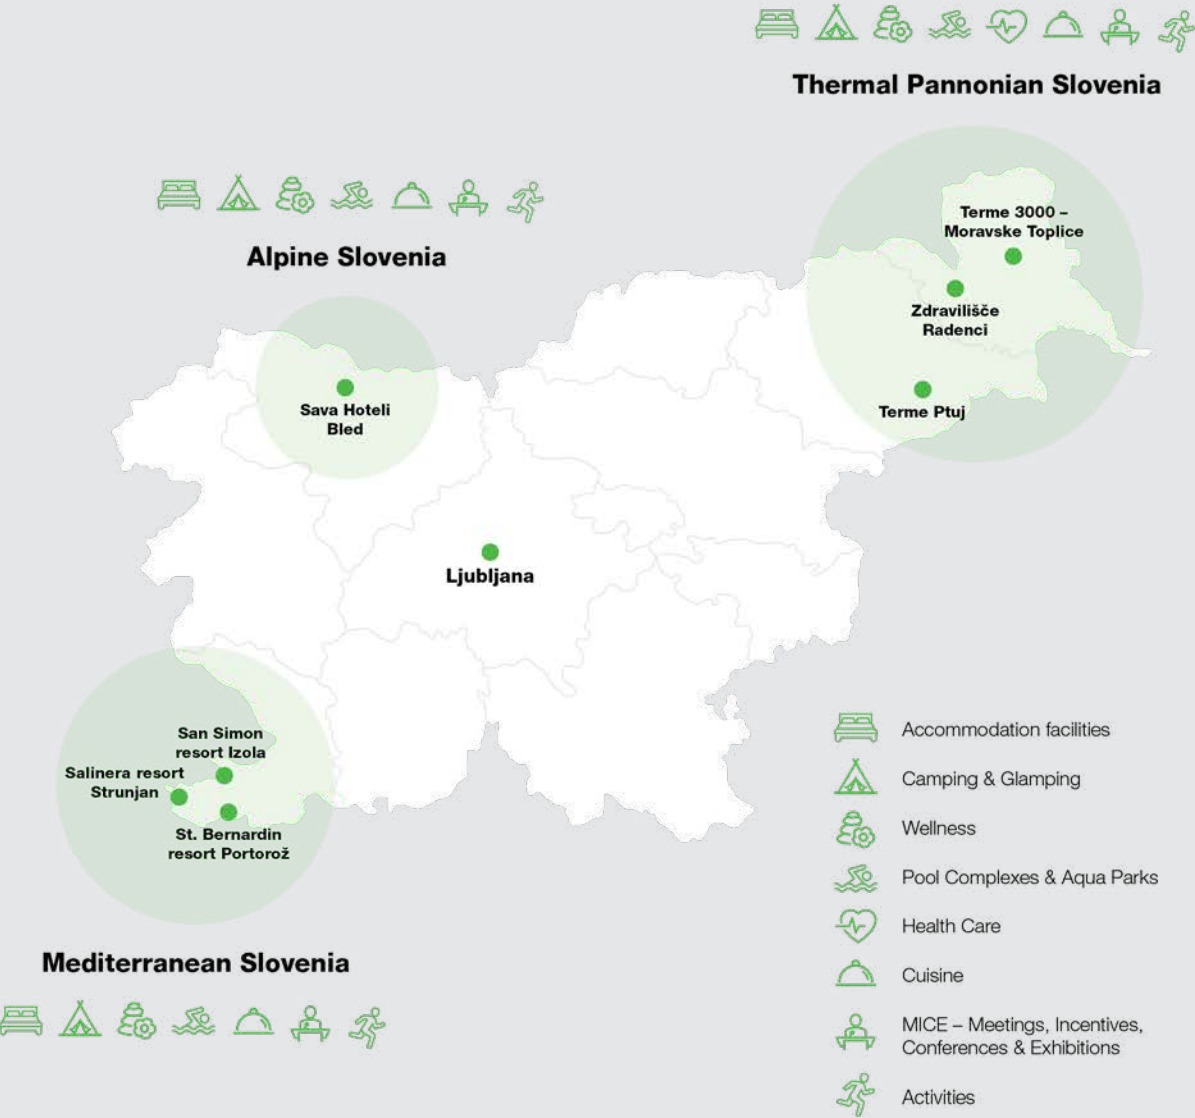 Thermal Pannonian Slovenia
Terme 3000 –
Moravske Toplice
Zdravilišče
Radenci
Terme Ptuj
Alpine Slovenia
Sava Hoteli
Bled
Ljubljana
San Simon
resort Izola
Salinera resort
Strunjan
St. Bernardin
resort Portorož
Mediterranean Slovenia
Accommodation facilities
Camping & Glamping
Wellness
Pool Complexes & Aqua Parks
Health Care
Cuisine
MICE – Meetings, Incentives,
Conferences & Exhibitions
Activities